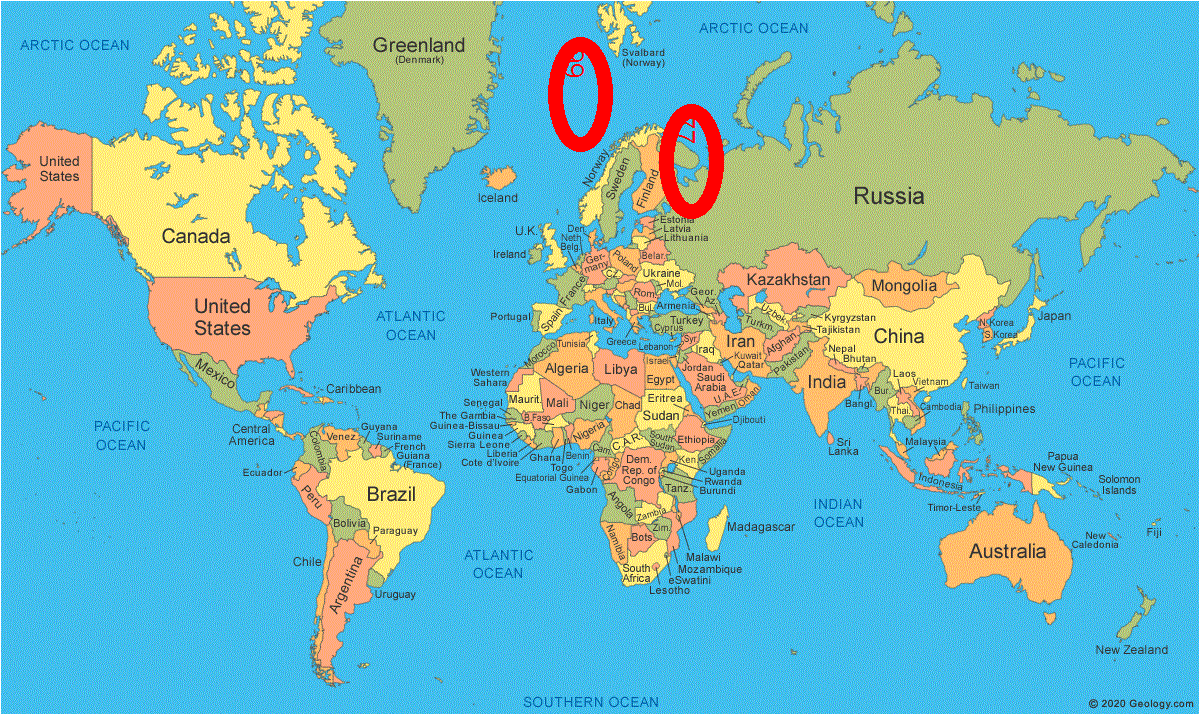 ARCTIC OCEAN
Greenland
(Denmark)
Svalbard
(Norway)
ARCTIC OCEAN
United
States
Canada
Iceland
Norway
Sweden
Finland
Russia
Estonia
Latvia
Lithuania
U.K.
Ireland
Den.
Neth.
Belg.
Ger-
many
Poland
Belar.
Ukraine
Mol.
Cz.
France
Rom.
Bul.
Spain
Portugal
Italy
Greece
Geor.
Az.
Armenia
Turkey
Cyprus
Syr.
Lebanon
Israel
Iraq
Iran
Jordan
Kuwait
Qatar
Saudi
Arabia
U.A.E.
Oman
Yemen
Kazakhstan
Uzbek.
Turkm.
Kyrgyzstan
Tajikistan
Afghan.
Pakistan
Mongolia
China
N. Korea
S. Korea
Japan
Nepal
Bhutan
India
Bangl.
Bur.
Laos
Vietnam
Thai.
Cambodia
Taiwan
Philippines
Malaysia
Sri
Lanka
Indonesia
Timor-Leste
Papua
New Guinea
Solomon
Islands
Fiji
New
Caledonia
Australia
New Zealand
PACIFIC
OCEAN
INDIAN
OCEAN
United
States
Mexico
Caribbean
Central
America
PACIFIC
OCEAN
ATLANTIC
OCEAN
Venez.
Guyana
Suriname
French
Guiana
(France)
Colombia
Ecuador
Peru
Brazil
Bolivia
Paraguay
Chile
Argentina
Uruguay
ATLANTIC
OCEAN
Morocco
Tunisia
Western
Sahara
Algeria
Libya
Egypt
Maurit.
Mali
Niger
Chad
Sudan
Eritrea
Djibouti
Senegal
The Gambia
Guinea-Bissau
Guinea
Sierra Leone
Liberia
Cote d'Ivoire
B.Faso
Ghana
Togo
Benin
Nigeria
Cam.
Equatorial Guinea
Gabon
Congo
C.A.R.
South
Sudan
Ethiopia
Somalia
Ken.
Uganda
Rwanda
Burundi
Dem.
Rep. of
Congo
Tanz.
Angola
Zambia
Zim.
Namibia
Bots
South
Africa
Lesotho
eSwatini
Mozambique
Malawi
Madagascar
SOUTHERN OCEAN
© 2020 Geology.com